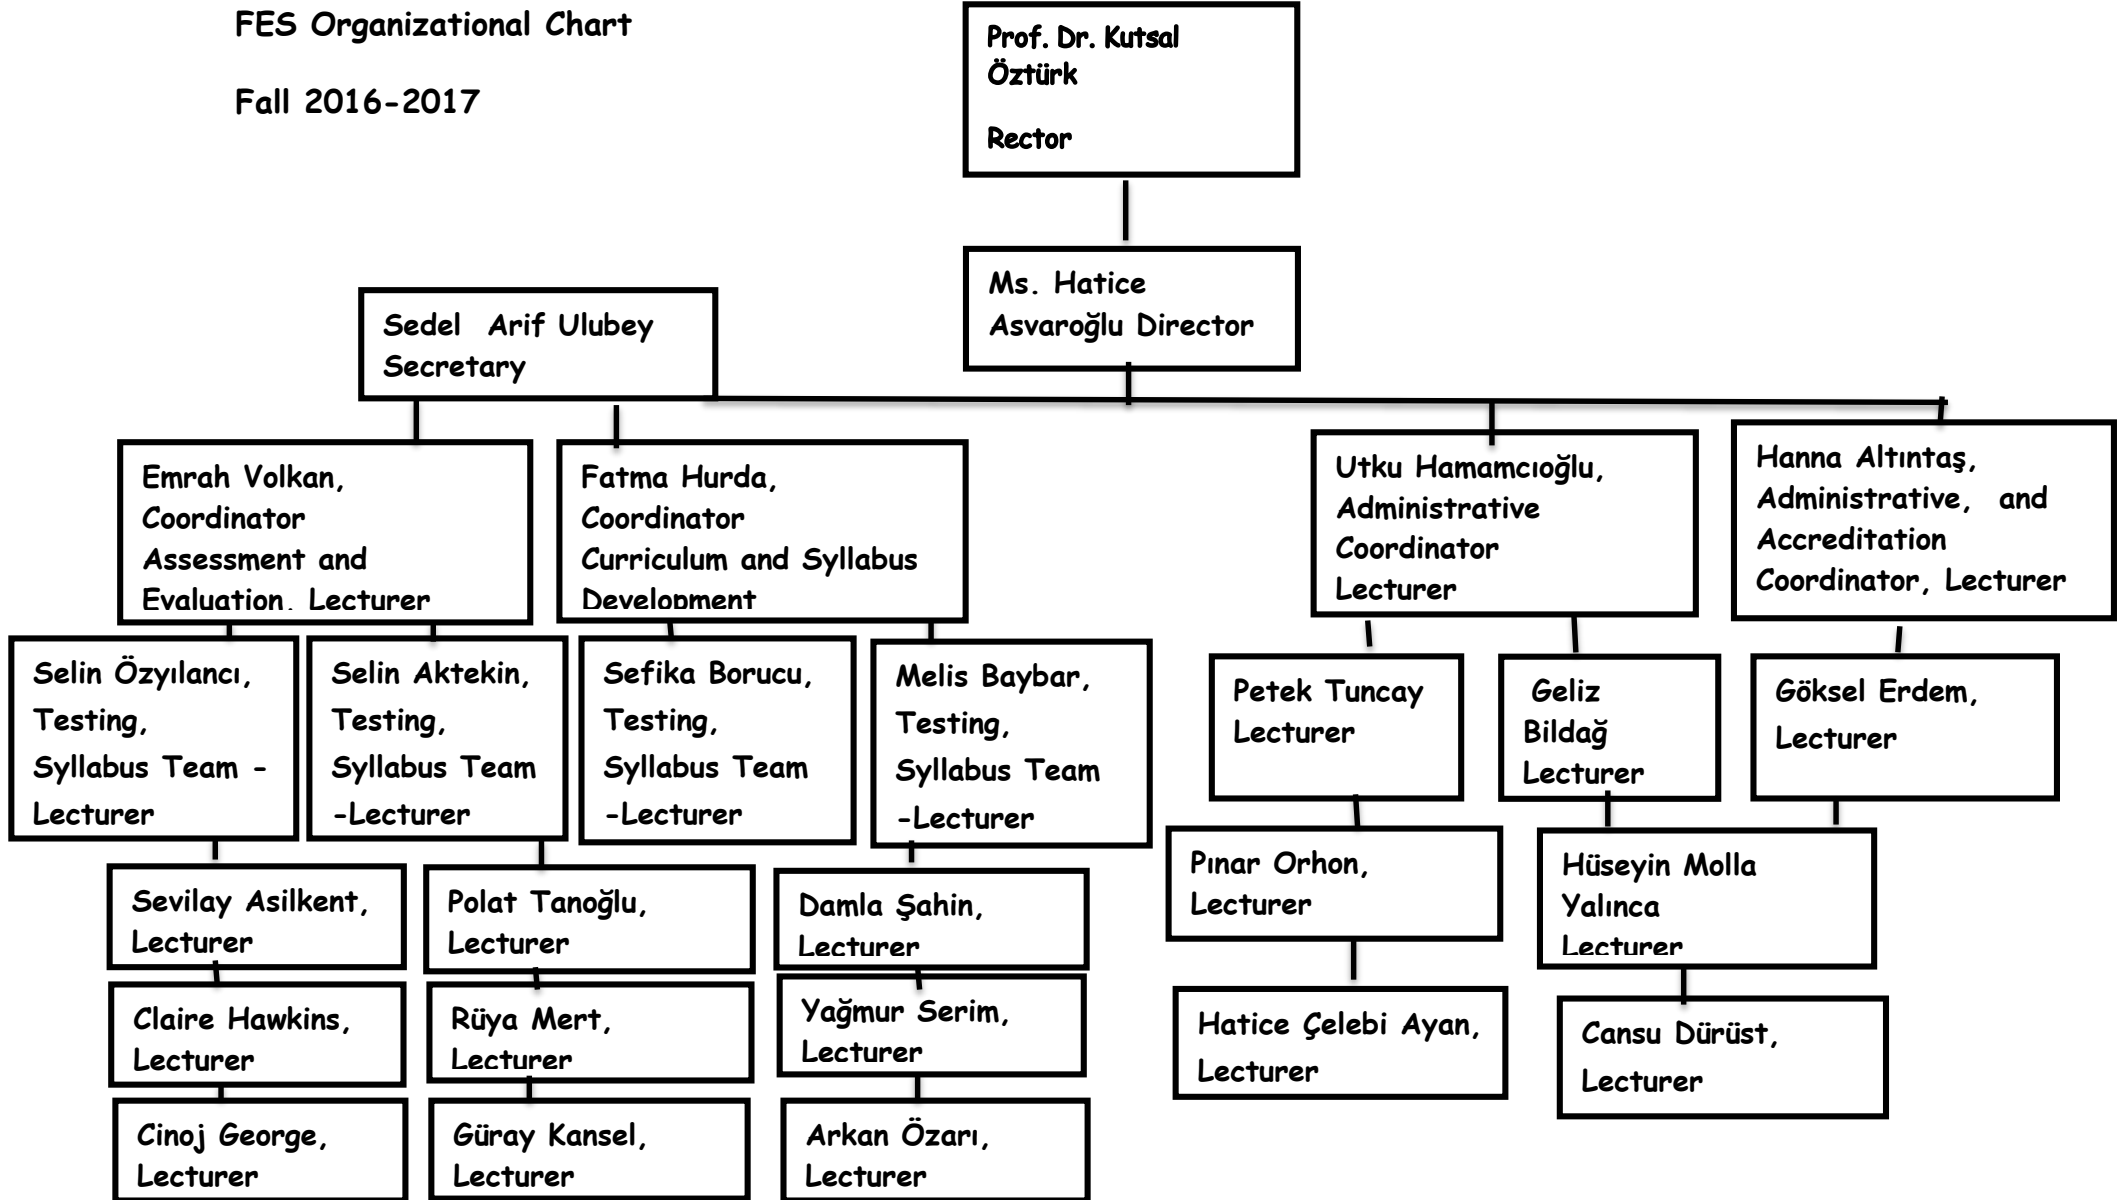 FES Organizational Chart
Fall 2016-2017
Prof. Dr. Kutsal
Öztürk
Rector
Ms. Hatice
Asvaroğlu Director
Sedel Arif Ulubey
Secretary
Emrah Volkan,
Coordinator
Assessment and
Evaluation, Lecturer
Fatma Hurda,
Coordinator
Curriculum and Syllabus
Development
Utku Hamamcıoğlu,
Administrative
Coordinator
Lecturer
Hanna Altıntaş,
Administrative, and
Accreditation
Coordinator, Lecturer
Selin Özyılancı,
Testing,
Syllabus Team -
Lecturer
Selin Aktekin,
Testing,
Syllabus Team
-Lecturer
Sefika Borucu,
Testing,
Syllabus Team
-Lecturer
Melis Baybar,
Testing,
Syllabus Team
-Lecturer
Petek Tuncay
Lecturer
Geliz
Bildağ
Lecturer
Göksel Erdem,
Lecturer
Sevilay Asilkent,
Lecturer
Polat Tanoğlu,
Lecturer
Damla Şahin,
Lecturer
Pınar Orhon,
Lecturer
Hüseyin Molla
Yalınca
Lecturer
Claire Hawkins,
Lecturer
Rüya Mert,
Lecturer
Yağmur Serim,
Lecturer
Hatice Çelebi Ayan,
Lecturer
Cansu Dürüst,
Lecturer
Cinoj George,
Lecturer
Güray Kansel,
Lecturer
Arkan Özarı,
Lecturer